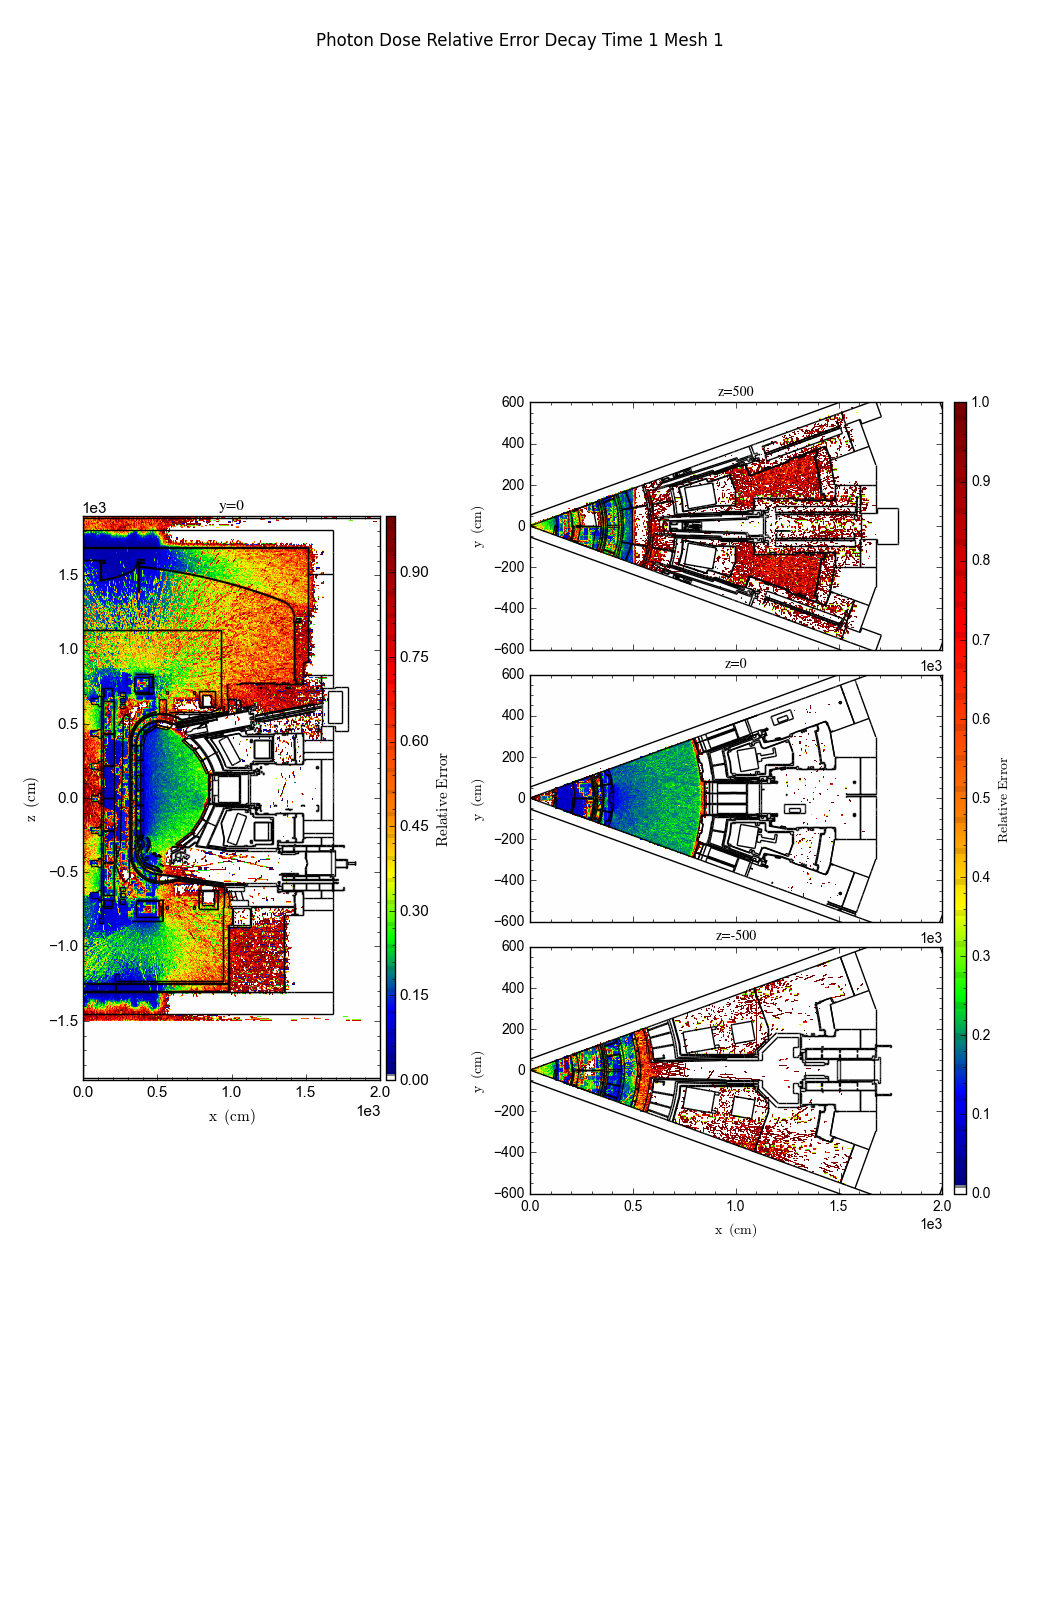 Photon Dose Relative Error Decay Time 1 Mesh 1
y=0
1e3
1.5
1.0
0.5
0.0
−0.5
−1.0
−1.5
z (cm)
0.0 0.5 1.0 1.5 2.0
1e3
x (cm)
0.90
0.75
0.60
0.45
0.30
0.15
0.00
Relative Error
z=500
600
400
200
0
−200
−400
−600
y (cm)
1e3
z=0
600
400
200
0
−200
−400
−600
y (cm)
1e3
z=-500
600
400
200
0
−200
−400
−600
y (cm)
0.0 0.5 1.0 1.5 2.0
1e3
x (cm)
1.0
0.9
0.8
0.7
0.6
0.5
0.4
0.3
0.2
0.1
0.0
Relative Error